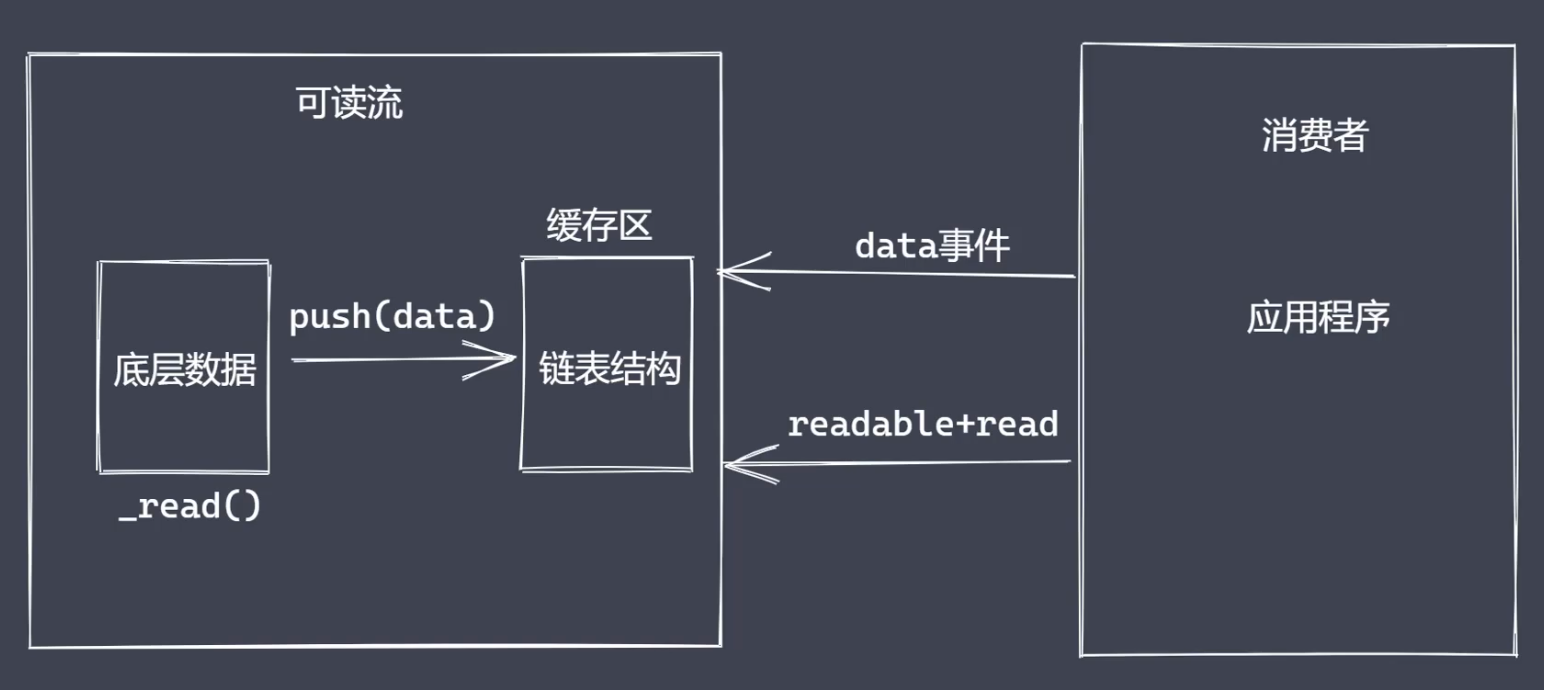 可读流
缓存区
底层数据
push(data)
链表结构
_read()
data事件
readable+read
消费者
应用程序